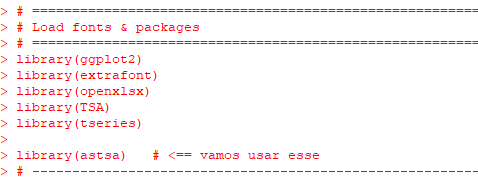 > # =======================================================
> # Load fonts & packages
> # =======================================================
> library(ggplot2)
> library(extrafont)
> library(openxlsx)
> library(TSA)
> library(tseries)
>
> library(astsa)   # <== vamos usar esse
> # -------------------------------------------------------